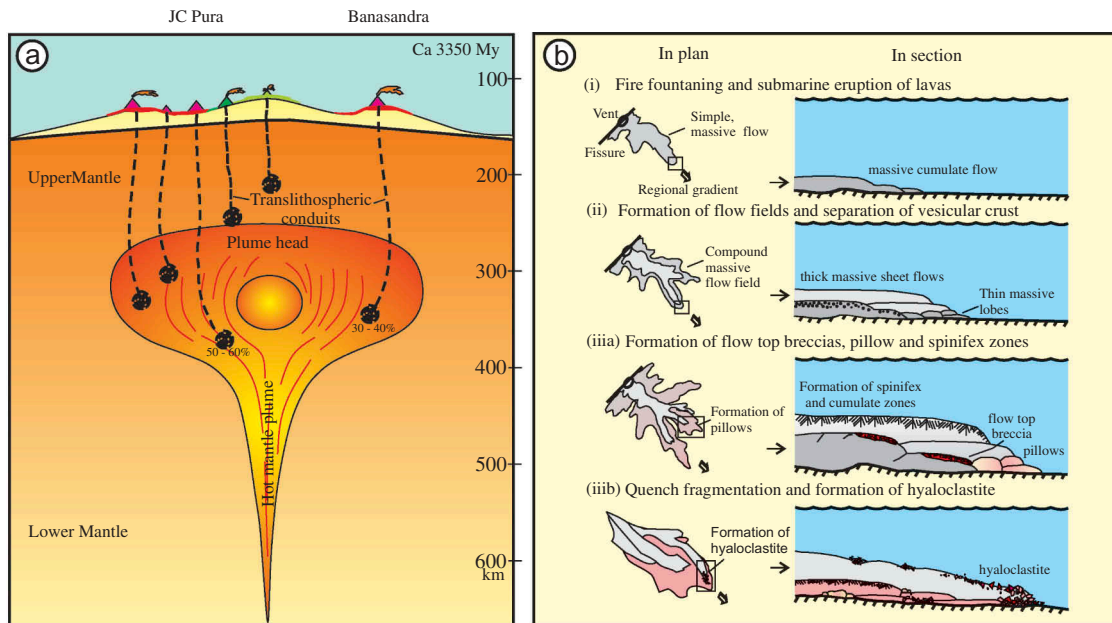 JC Pura
Banasandra
a
Ca 3350 My
100
UpperMantle
200
Translithospheric
conduits
Plume head
300
30 - 40%
50 - 60%
400
Hot mantle plume
500
Lower Mantle
600
km
b
In plan
In section
(i) Fire fountaning and submarine eruption of lavas
Vent
Simple,
massive flow
Fissure
Regional gradient
massive cumulate flow
(ii) Formation of flow fields and separation of vesicular crust
Compound
massive
flow field
thick massive sheet flows
Thin massive
lobes
(iiia) Formation of flow top breccias, pillow and spinifex zones
Formation of
pillows
Formation of spinifex
and cumulate zones
flow top
breccia
pillows
(iiib) Quench fragmentation and formation of hyaloclastite
Formation of
hyaloclastite
hyaloclastite